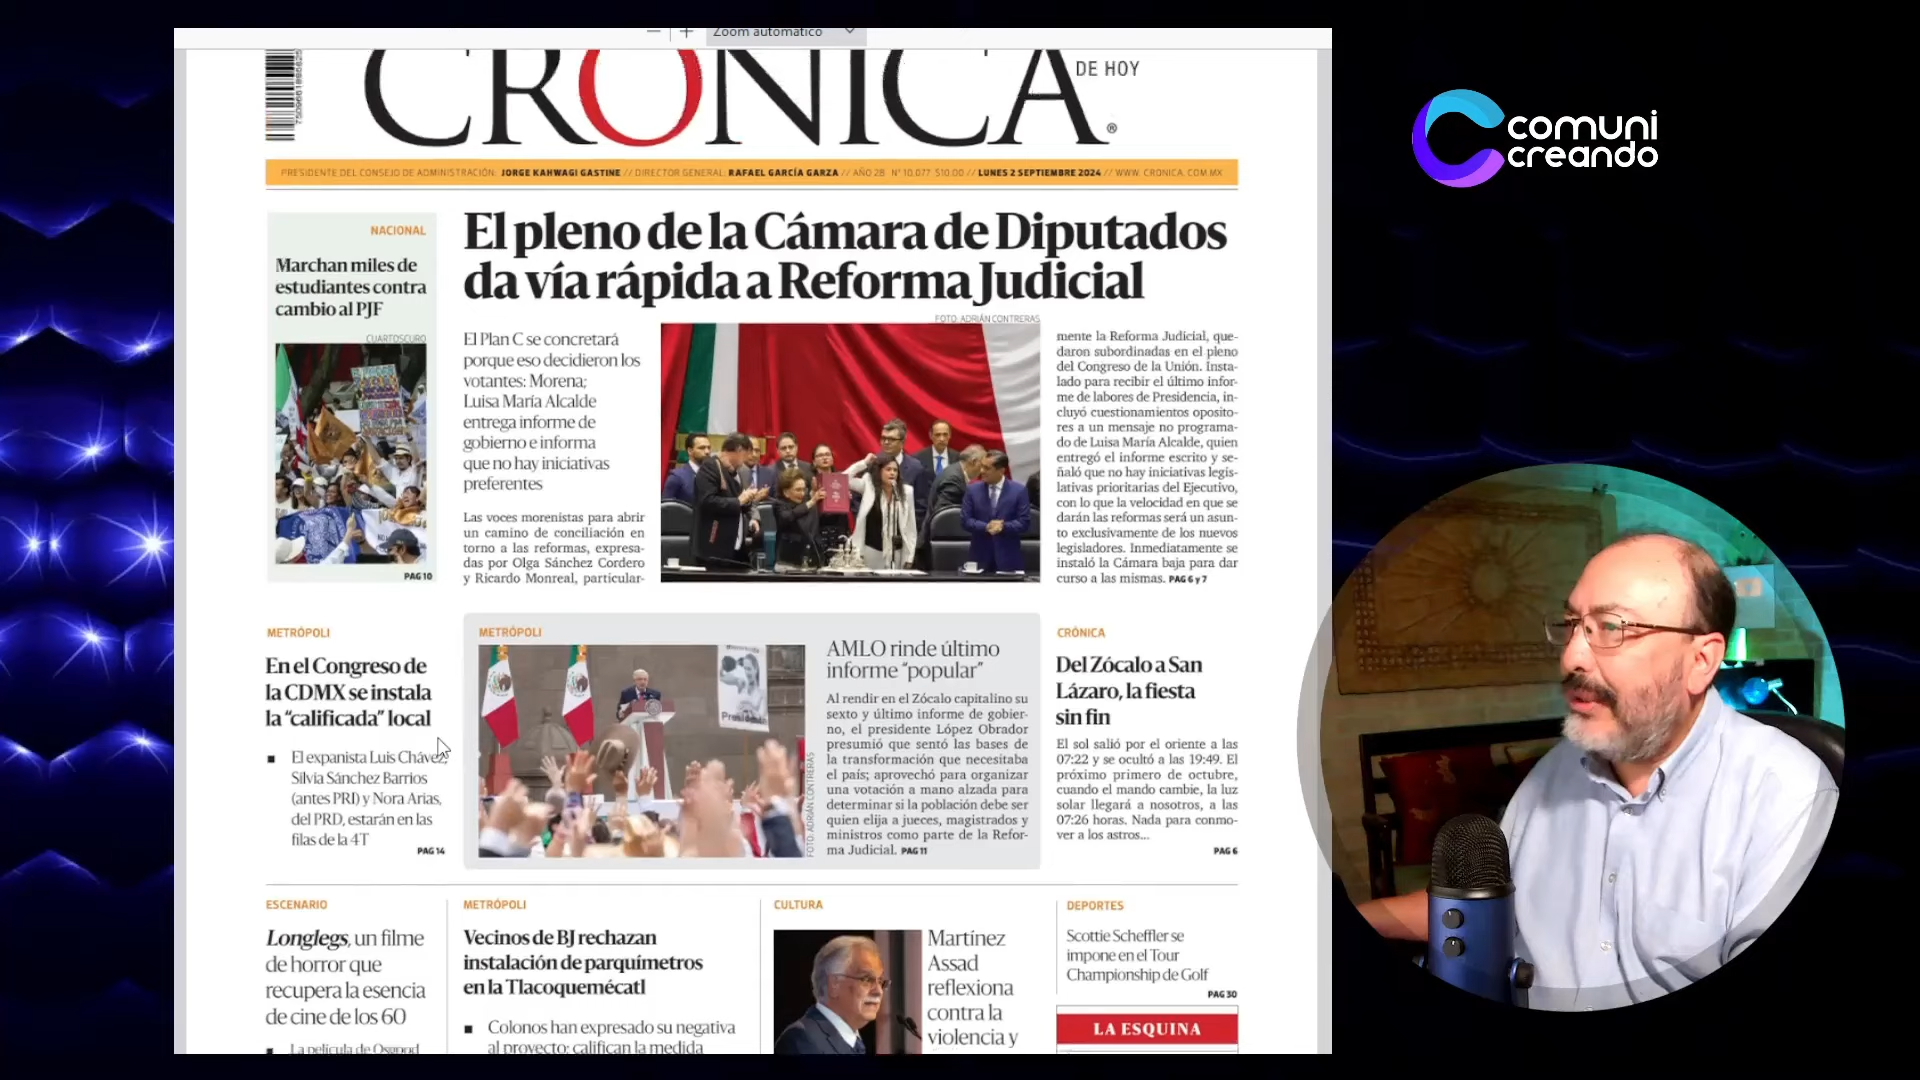 Zoom automático
CRÓNICA
DE HOY
®
PRESIDENTE DEL CONSEJO DE ADMINISTRACIÓN: JORGE KAHWAGI GASTINE // DIRECTOR GENERAL: RAFAEL GARCÍA GARZA // AÑO 28 Nº 10,077 $10.00 // LUNES 2 SEPTIEMBRE 2024 // WWW. CRONICA.COM.MX
NACIONAL
Marchan miles de
estudiantes contra
cambio al PJF
CUARTOSCURO
PAG 10
El pleno de la Cámara de Diputados
da vía rápida a Reforma Judicial
FOTO: ADRIÁN CONTRERAS
El Plan C se concretará
porque eso decidieron los
votantes: Morena;
Luisa María Alcalde
entrega informe de
gobierno e informa
que no hay iniciativas
preferentes
Las voces morenistas para abrir
un camino de conciliación en
torno a las reformas, expresa-
das por Olga Sánchez Cordero
y Ricardo Monreal, particular-
mente la Reforma Judicial, que-
daron subordinadas en el pleno
del Congreso de la Unión. Insta-
lado para recibir el último infor-
me de labores de Presidencia, in-
cluyó cuestionamientos oposito-
res a un mensaje no programa-
do de Luisa María Alcalde, quien
entregó el informe escrito y se-
ñaló que no hay iniciativas legis-
lativas prioritarias del Ejecutivo,
con lo que la velocidad en que se
darán las reformas será un asun-
to exclusivamente de los nuevos
legisladores. Inmediatamente se
instaló la Cámara baja para dar
curso a las mismas. PAG 6 y 7
METRÓPOLI
En el Congreso de
la CDMX se instala
la “calificada” local
El expanista Luis Chávez,
Silvia Sánchez Barrios
(antes PRI) y Nora Arias,
del PRD, estarán en las
filas de la 4T
PAG 14
METRÓPOLI
FOTO: ADRIÁN CONTRERAS
AMLO rinde último
informe “popular”
Al rendir en el Zócalo capitalino su
sexto y último informe de gobier-
no, el presidente López Obrador
presumió que sentó las bases de
la transformación que necesitaba
el país; aprovechó para organizar
una votación a mano alzada para
determinar si la población debe ser
quien elija a jueces, magistrados y
ministros como parte de la Refor-
ma Judicial. PAG 11
CRÓNICA
Del Zócalo a San
Lázaro, la fiesta
sin fin
El sol salió por el oriente a las
07:22 y se ocultó a las 19:49. El
próximo primero de octubre,
cuando el mando cambie, la luz
solar llegará a nosotros, a las
07:26 horas. Nada para conmo-
ver a los astros...
PAG 6
ESCENARIO
Longlegs, un filme
de horror que
recupera la esencia
de cine de los 60
La película de Osgood
METRÓPOLI
Vecinos de BJ rechazan
instalación de parquímetros
en la Tlacoquemécatl
Colonos han expresado su negativa
al proyecto; califican la medida
CULTURA
Martínez
Assad
reflexiona
contra la
violencia y
DEPORTES
Scottie Scheffler se
impone en el Tour
Championship de Golf
PAG 30
LA ESQUINA
comuni
creando